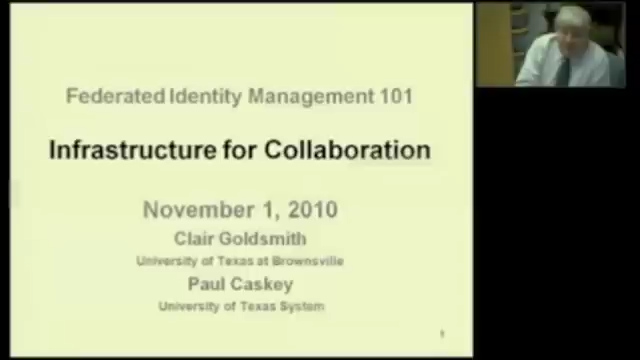 Federated Identity Management 101
Infrastructure for Collaboration
November 1, 2010
Clair Goldsmith
University of Texas at Brownsville
Paul Caskey
University of Texas System
1